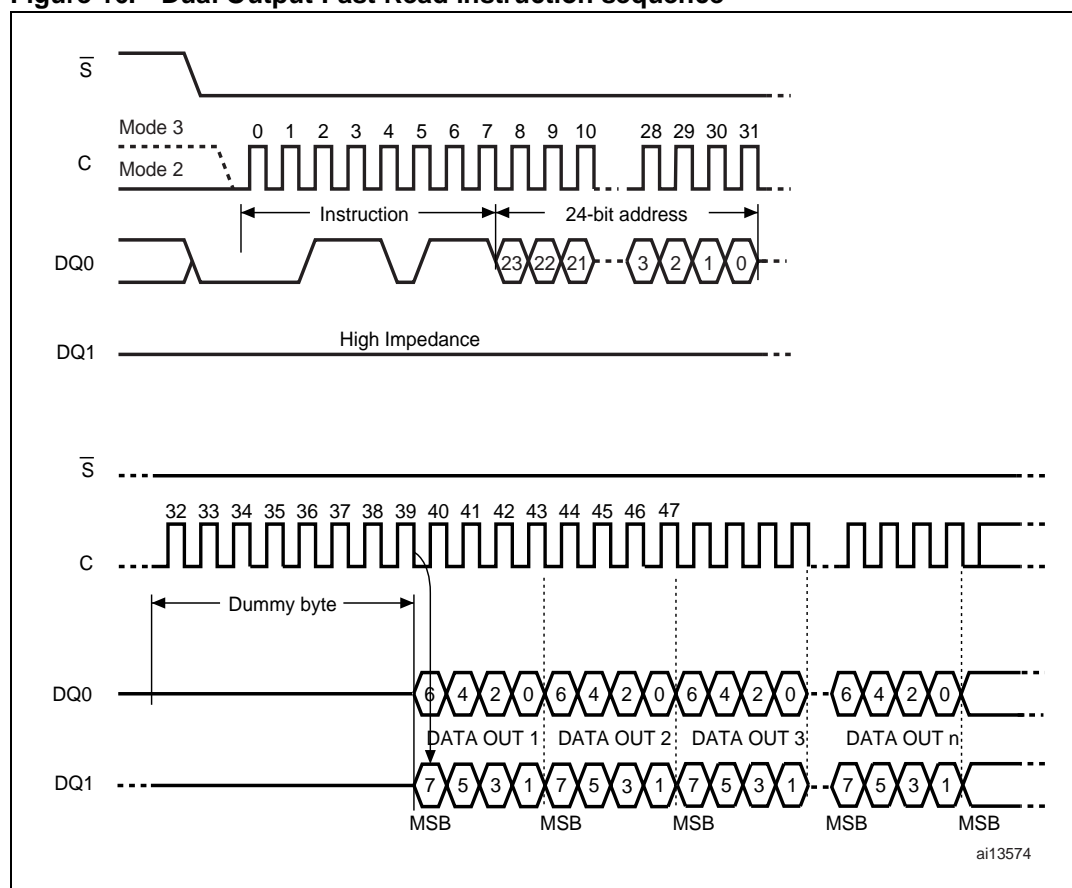 Figure 16. Dual Output Fast Read instruction sequence
S
Mode 3
0 1 2 3 4 5 6 7 8 9 10 28 29 30 31
C
Mode 2
Instruction 24-bit address
DQ0 23 22 21 3 2 1 0
High Impedance
DQ1
S
32 33 34 35 36 37 38 39 40 41 42 43 44 45 46 47
C
Dummy byte
DQ0 6 4 2 0 6 4 2 0 6 4 2 0 6 4 2 0
DATA OUT 1 DATA OUT 2 DATA OUT 3 DATA OUT n
DQ1 7 5 3 1 7 5 3 1 7 5 3 1 7 5 3 1
MSB MSB MSB MSB MSB
ai13574